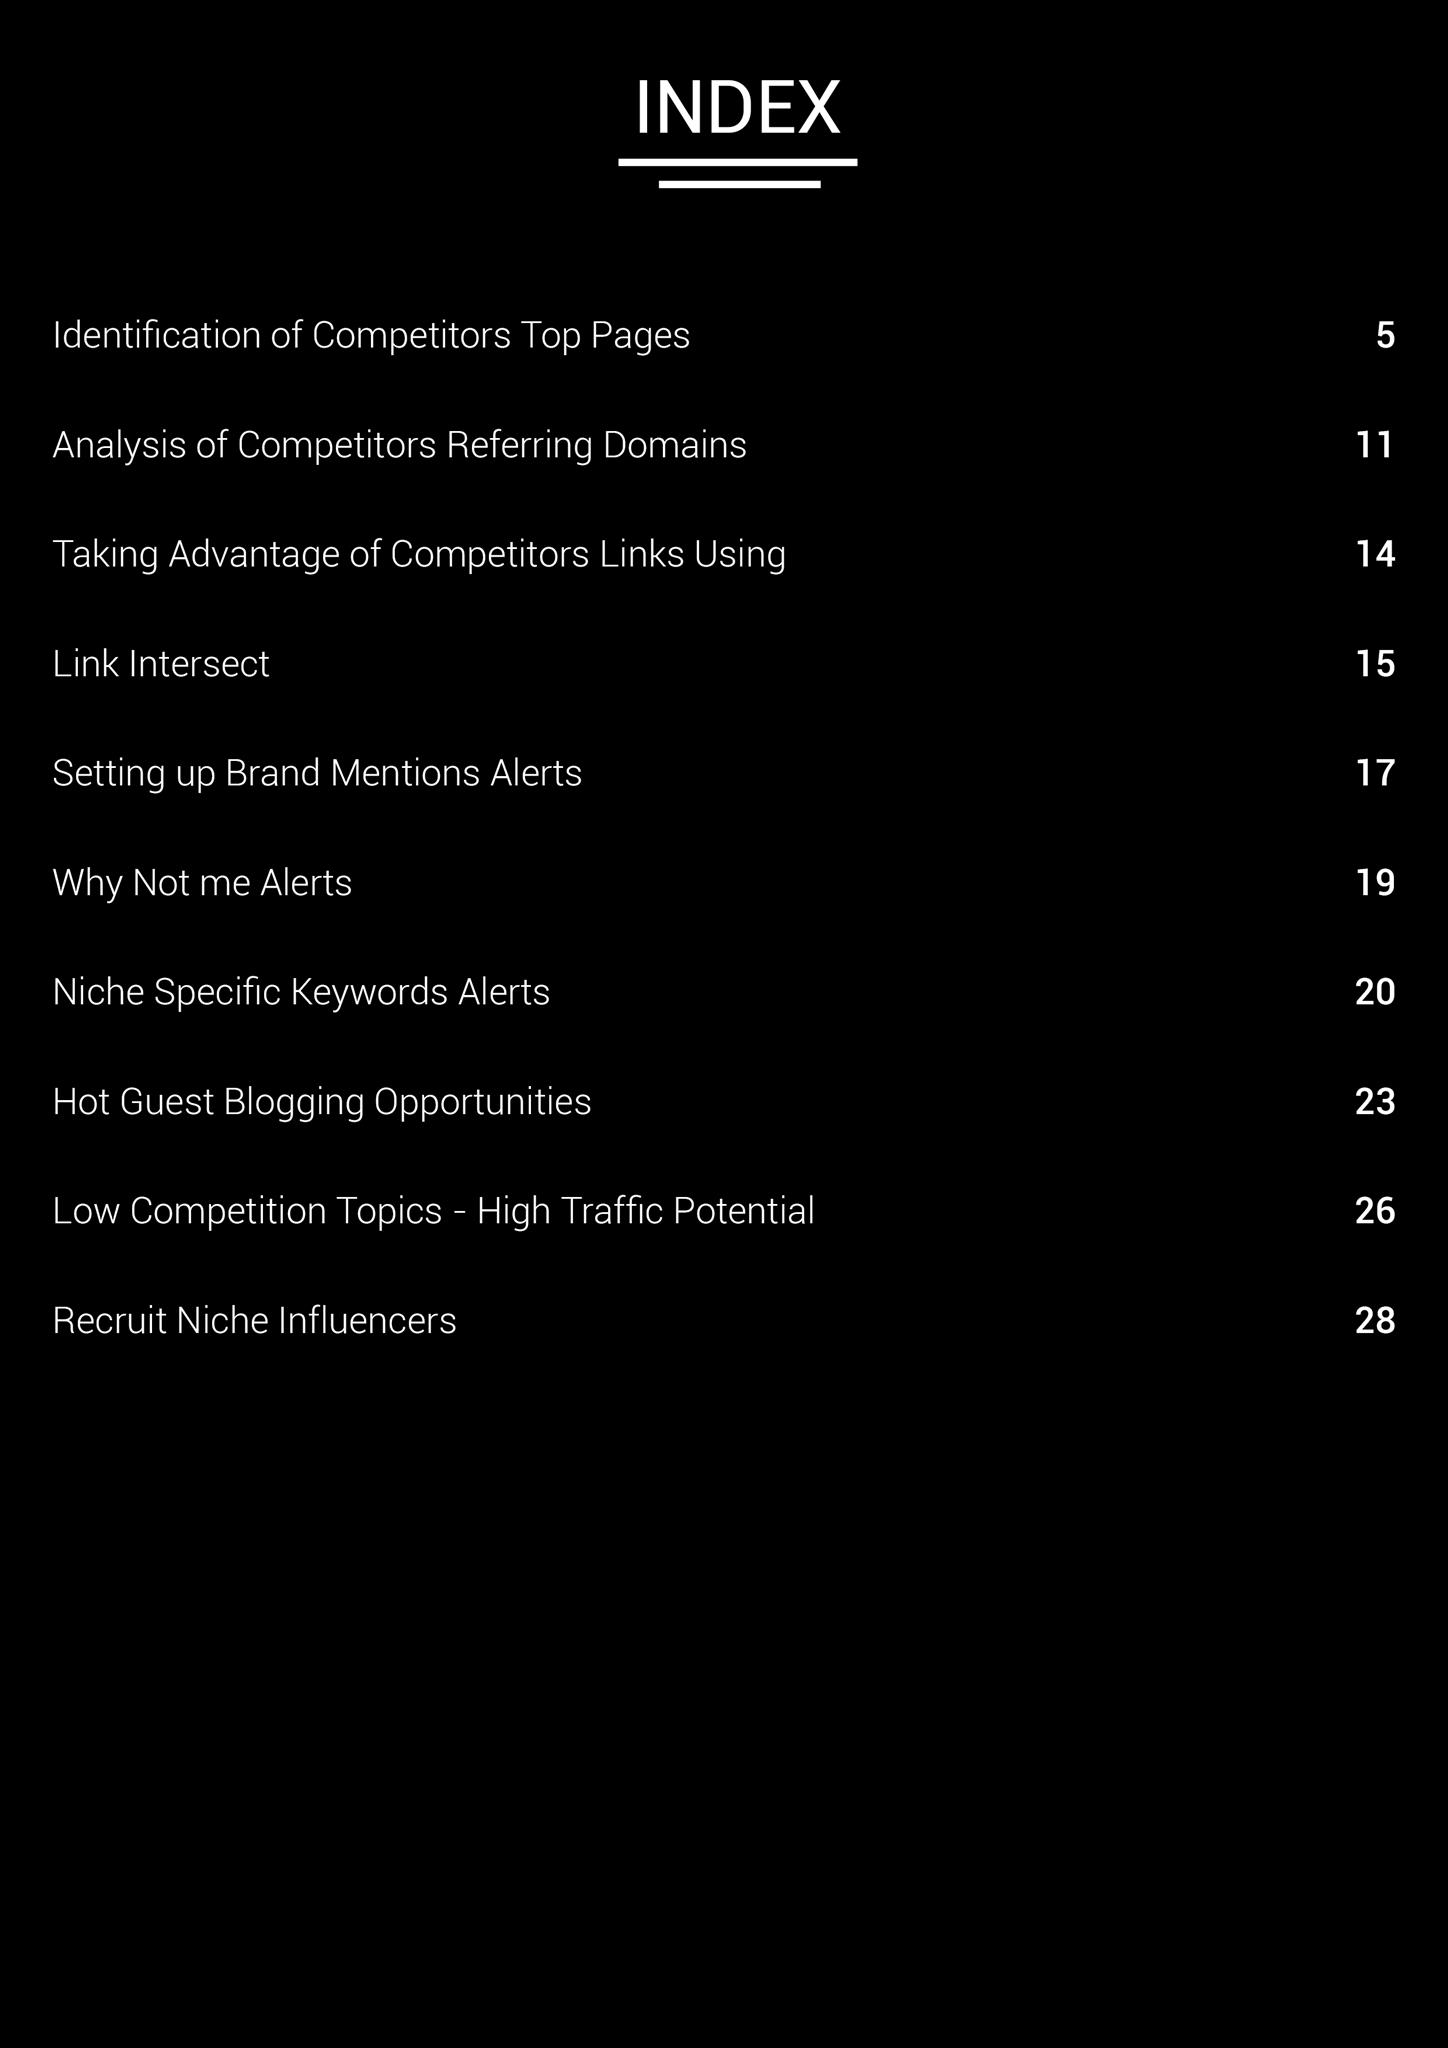 INDEX
Identification of Competitors Top Pages 5
Analysis of Competitors Referring Domains 11
Taking Advantage of Competitors Links Using 14
Link Intersect 15
Setting up Brand Mentions Alerts 17
Why Not me Alerts 19
Niche Specific Keywords Alerts 20
Hot Guest Blogging Opportunities 23
Low Competition Topics - High Traffic Potential 26
Recruit Niche Influencers 28